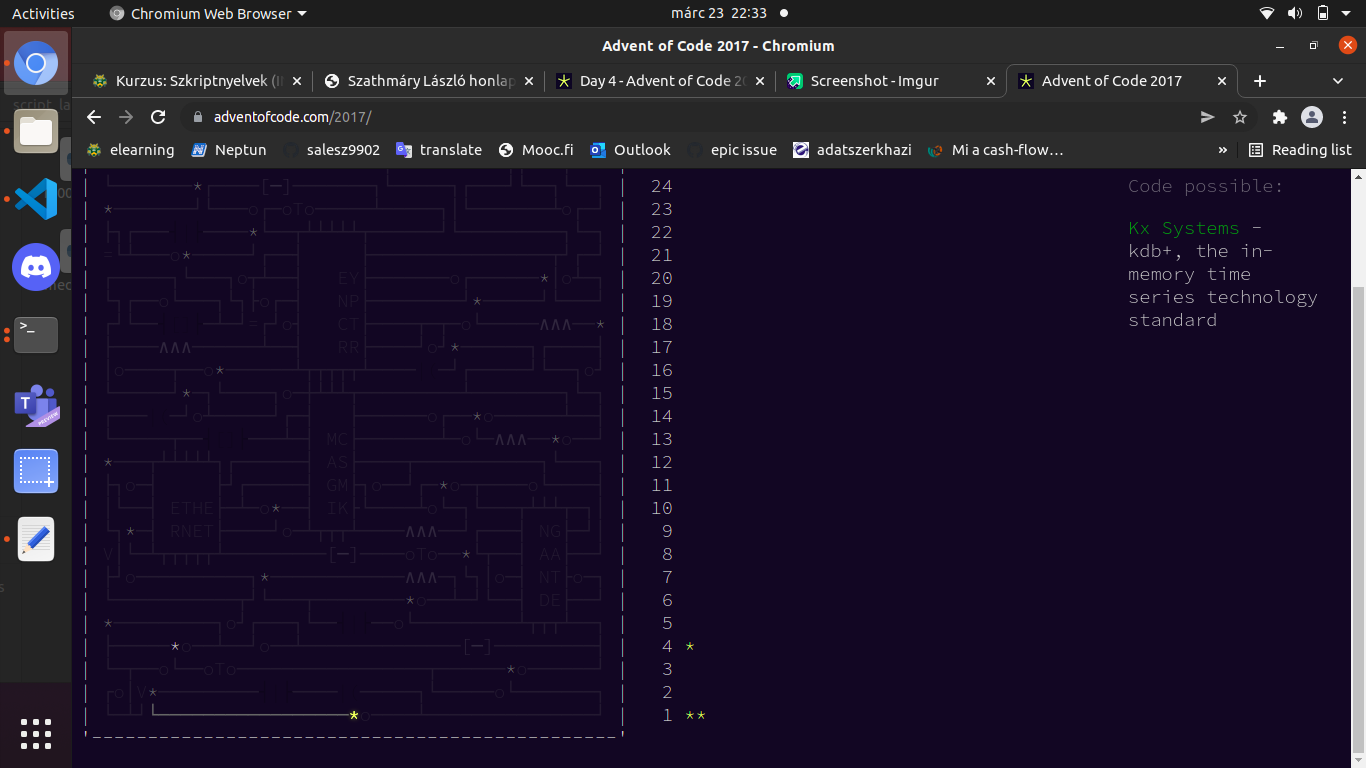 Activities
Chromium Web Browser
márc 23 22:33
Advent of Code 2017 - Chromium
Kurzus: Szkriptnyelvek (I
Szathmáry László honlap
Day 4 - Advent of Code 20
Screenshot - Imgur
Advent of Code 2017
adventofcode.com/2017/
elearning
Neptun
salesz9902
translate
Mooc.fi
Outlook
epic issue
adatszerkhazi
Mi a cash-flow…
»
Reading list
24
23
22
21
20
19
18
17
16
15
14
13
12
11
10
9
8
7
6
5
4 *
3
2
1 **
EY
NP
CT
RR
MC
AS
GM
IK
ETHE
RNET
NG
AA
NT
DE
Code possible:
Kx Systems -
kdb+, the in-
memory time
series technology
standard